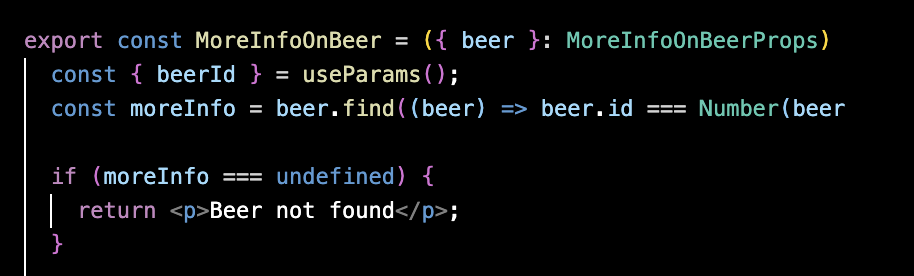 export const MoreInfoOnBeer = ({ beer }: MoreInfoOnBeerProps)
const { beerId } = useParams();
const moreInfo = beer.find((beer) => beer.id === Number(beer
if (moreInfo === undefined) {
return <p>Beer not found</p>;
}